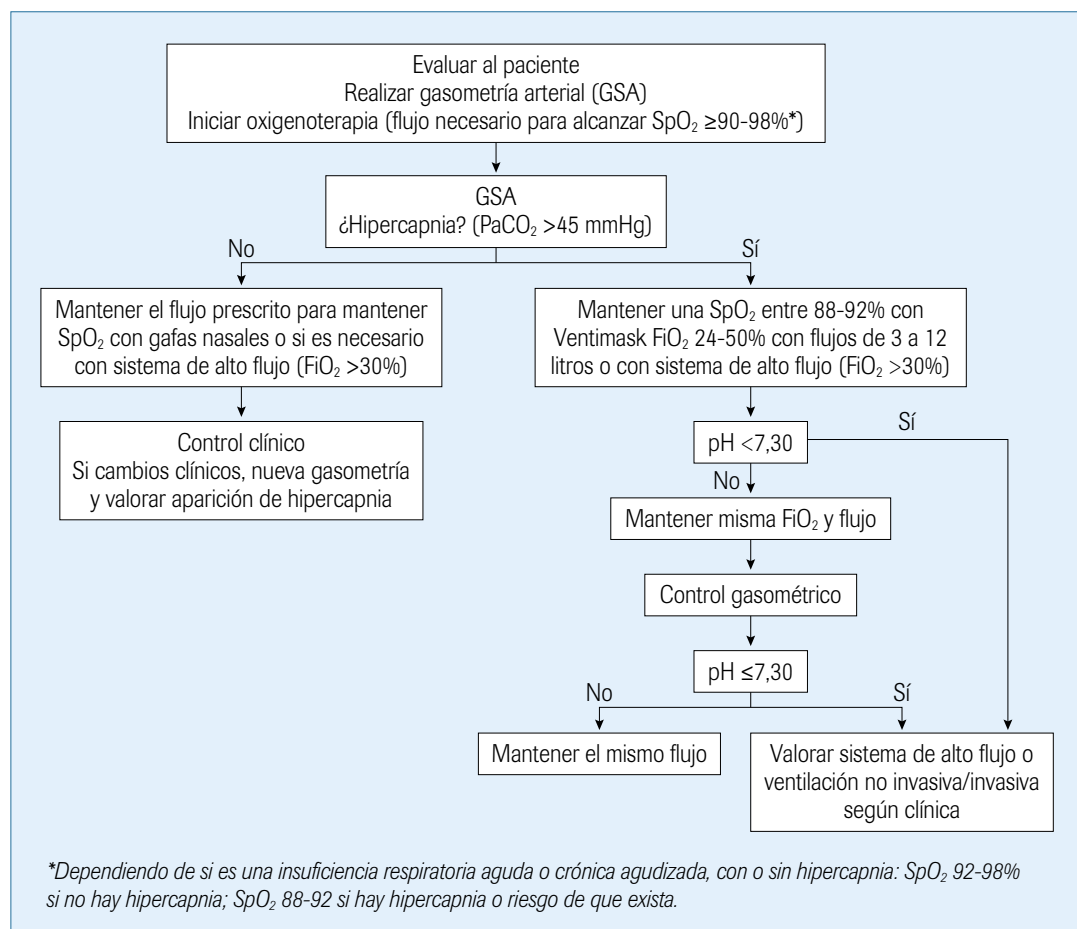 Evaluar al paciente
Realizar gasometría arterial (GSA)
Iniciar oxigenoterapia (flujo necesario para alcanzar SpO₂ ≥90-98%*)
GSA
¿Hipercapnia? (PaCO₂ >45 mmHg)
No
Sí
Mantener el flujo prescrito para mantener
SpO₂ con gafas nasales o si es necesario
con sistema de alto flujo (FiO₂ >30%)
Control clínico
Si cambios clínicos, nueva gasometría
y valorar aparición de hipercapnia
Mantener una SpO₂ entre 88-92% con
Ventimask FiO₂ 24-50% con flujos de 3 a 12
litros o con sistema de alto flujo (FiO₂ >30%)
pH <7,30
Sí
No
Mantener misma FiO₂ y flujo
Control gasométrico
pH ≤7,30
No
Sí
Mantener el mismo flujo
Valorar sistema de alto flujo o
ventilación no invasiva/invasiva
según clínica
*Dependiendo de si es una insuficiencia respiratoria aguda o crónica agudizada, con o sin hipercapnia: SpO₂ 92-98%
si no hay hipercapnia; SpO₂ 88-92 si hay hipercapnia o riesgo de que exista.